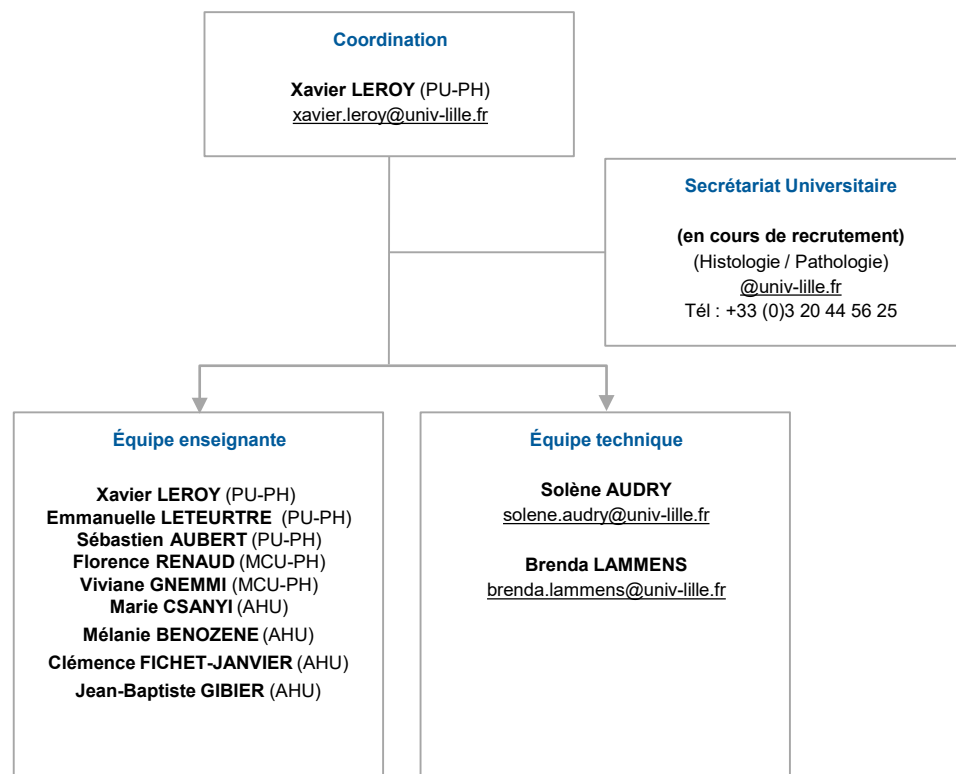 Coordination
Xavier LEROY (PU-PH)
xavier.leroy@univ-lille.fr
Secrétariat Universitaire
(en cours de recrutement)
(Histologie / Pathologie)
@univ-lille.fr
Tél : +33 (0)3 20 44 56 25
Équipe enseignante
Xavier LEROY (PU-PH)
Emmanuelle LETEURTRE (PU-PH)
Sébastien AUBERT (PU-PH)
Florence RENAUD (MCU-PH)
Viviane GNEMMI (MCU-PH)
Marie CSANYI (AHU)
Mélanie BENOZENE (AHU)
Clémence FICHET-JANVIER (AHU)
Jean-Baptiste GIBIER (AHU)
Équipe technique
Solène AUDRY
solene.audry@univ-lille.fr
Brenda LAMMENS
brenda.lammens@univ-lille.fr